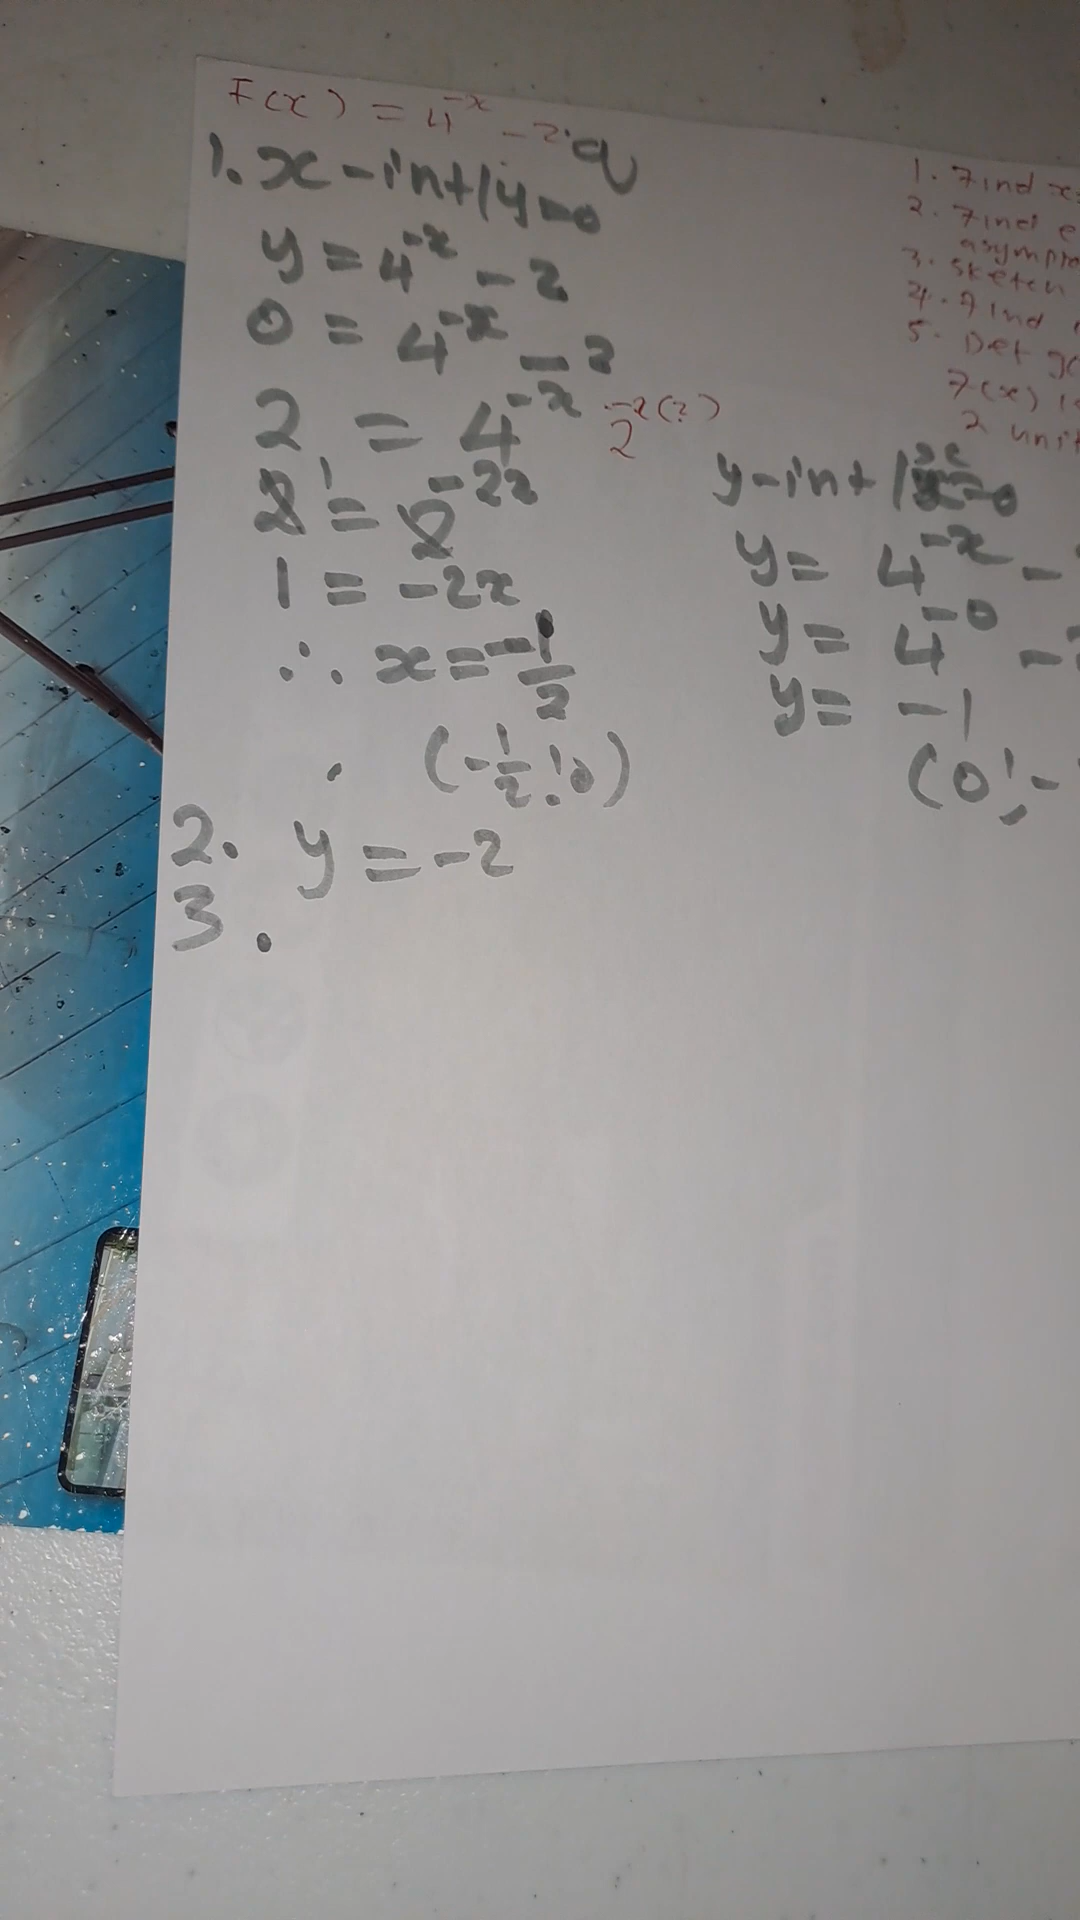 F(x) = 4^-x - 2 . q
1. x-int/y=0
y = 4^-x - 2
0 = 4^-x - 2
2 = 4^-x 2^-2(?)
2^1 = 2^-2x
1 = -2x
∴ x = -1/2
(-1/2 ; 0)
2. y = -2
3.
1. Find x
2. Find e
asympto
3. sketch
4. Find
5. Det g(
F(x) is
2 unit
y-int/x=0
y = 4^-x -
y = 4^-0 -
y = -1
(0 ; -